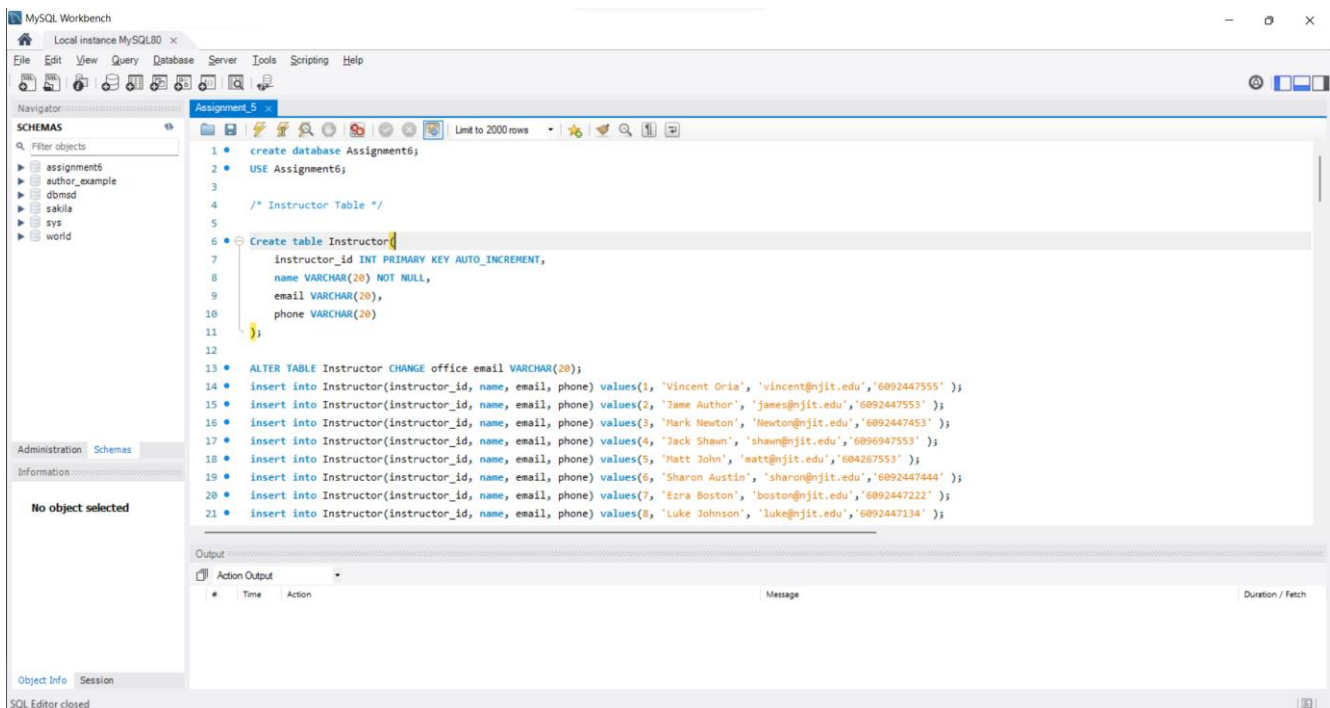 MySQL Workbench
Local instance MySQL80 ×
File Edit View Query Database Server Tools Scripting Help
Navigator
SCHEMAS
Filter objects
assignment6
author_example
dbmsd
sakila
sys
world
Administration Schemas
Information
No object selected
Object Info Session
Assignment_5 ×
Limit to 2000 rows
1 create database Assignment6;
2 USE Assignment6;
3
4 /* Instructor Table */
5
6 Create table Instructor(
7 instructor_id INT PRIMARY KEY AUTO_INCREMENT,
8 name VARCHAR(20) NOT NULL,
9 email VARCHAR(20),
10 phone VARCHAR(20)
11 );
12
13 ALTER TABLE Instructor CHANGE office email VARCHAR(20);
14 insert into Instructor(instructor_id, name, email, phone) values(1, 'Vincent Oria', 'vincent@njit.edu','6092447555' );
15 insert into Instructor(instructor_id, name, email, phone) values(2, 'Jame Author', 'james@njit.edu','6092447553' );
16 insert into Instructor(instructor_id, name, email, phone) values(3, 'Mark Newton', 'Newton@njit.edu','6092447453' );
17 insert into Instructor(instructor_id, name, email, phone) values(4, 'Jack Shawn', 'shawn@njit.edu','6096947553' );
18 insert into Instructor(instructor_id, name, email, phone) values(5, 'Matt John', 'matt@njit.edu','604267553' );
19 insert into Instructor(instructor_id, name, email, phone) values(6, 'Sharon Austin', 'sharon@njit.edu','6092447444' );
20 insert into Instructor(instructor_id, name, email, phone) values(7, 'Ezra Boston', 'boston@njit.edu','6092447222' );
21 insert into Instructor(instructor_id, name, email, phone) values(8, 'Luke Johnson', 'luke@njit.edu','6092447134' );
Output
Action Output
# Time Action Message Duration / Fetch
SQL Editor closed